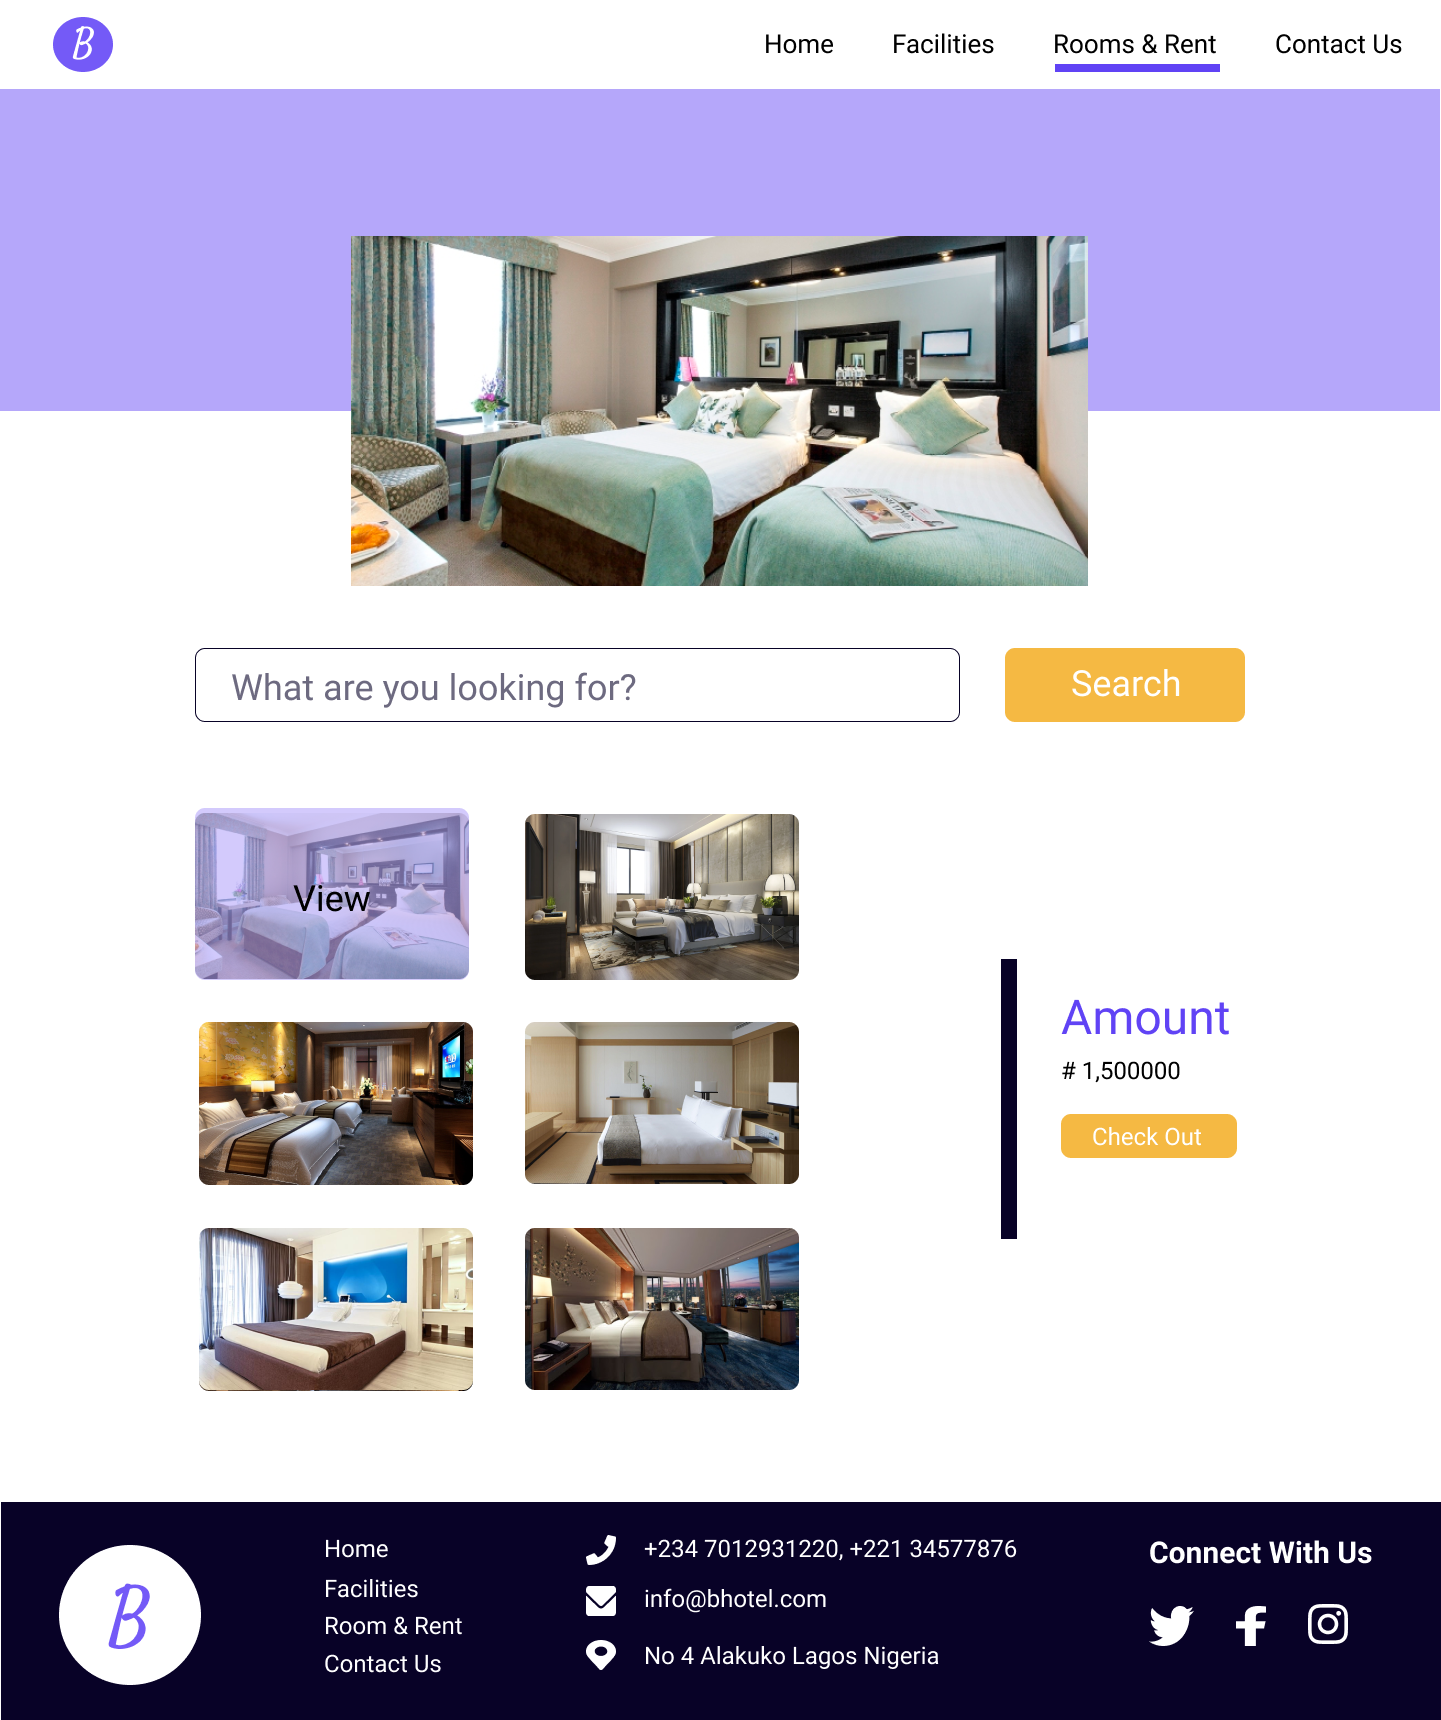 B
Home Facilities Rooms & Rent Contact Us
What are you looking for?
Search
View
Amount
# 1,500000
Check Out
B
Home
Facilities
Room & Rent
Contact Us
+234 7012931220, +221 34577876
info@bhotel.com
No 4 Alakuko Lagos Nigeria
Connect With Us